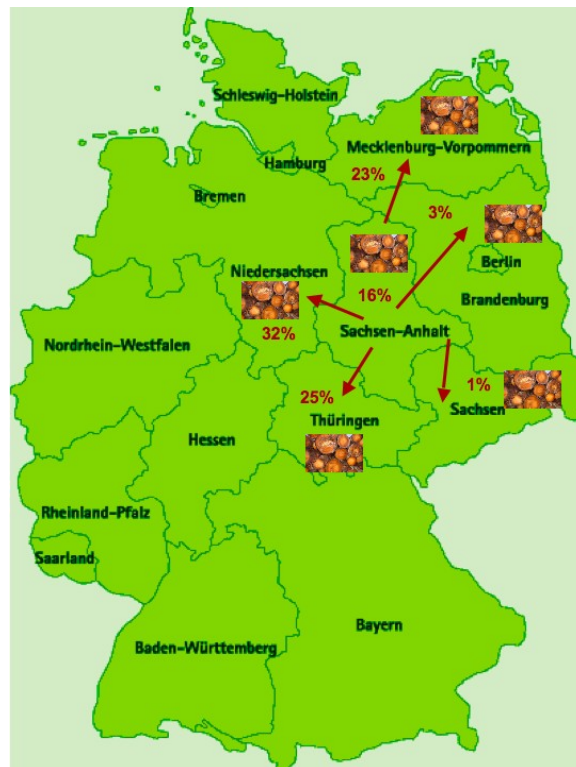 Schleswig-Holstein
Mecklenburg-Vorpommern
Hamburg
23%
Bremen
3%
Berlin
Niedersachsen
16%
Brandenburg
32%
Sachsen-Anhalt
Nordrhein-Westfalen
1%
25%
Sachsen
Thüringen
Hessen
Rheinland-Pfalz
Saarland
Bayern
Baden-Württemberg